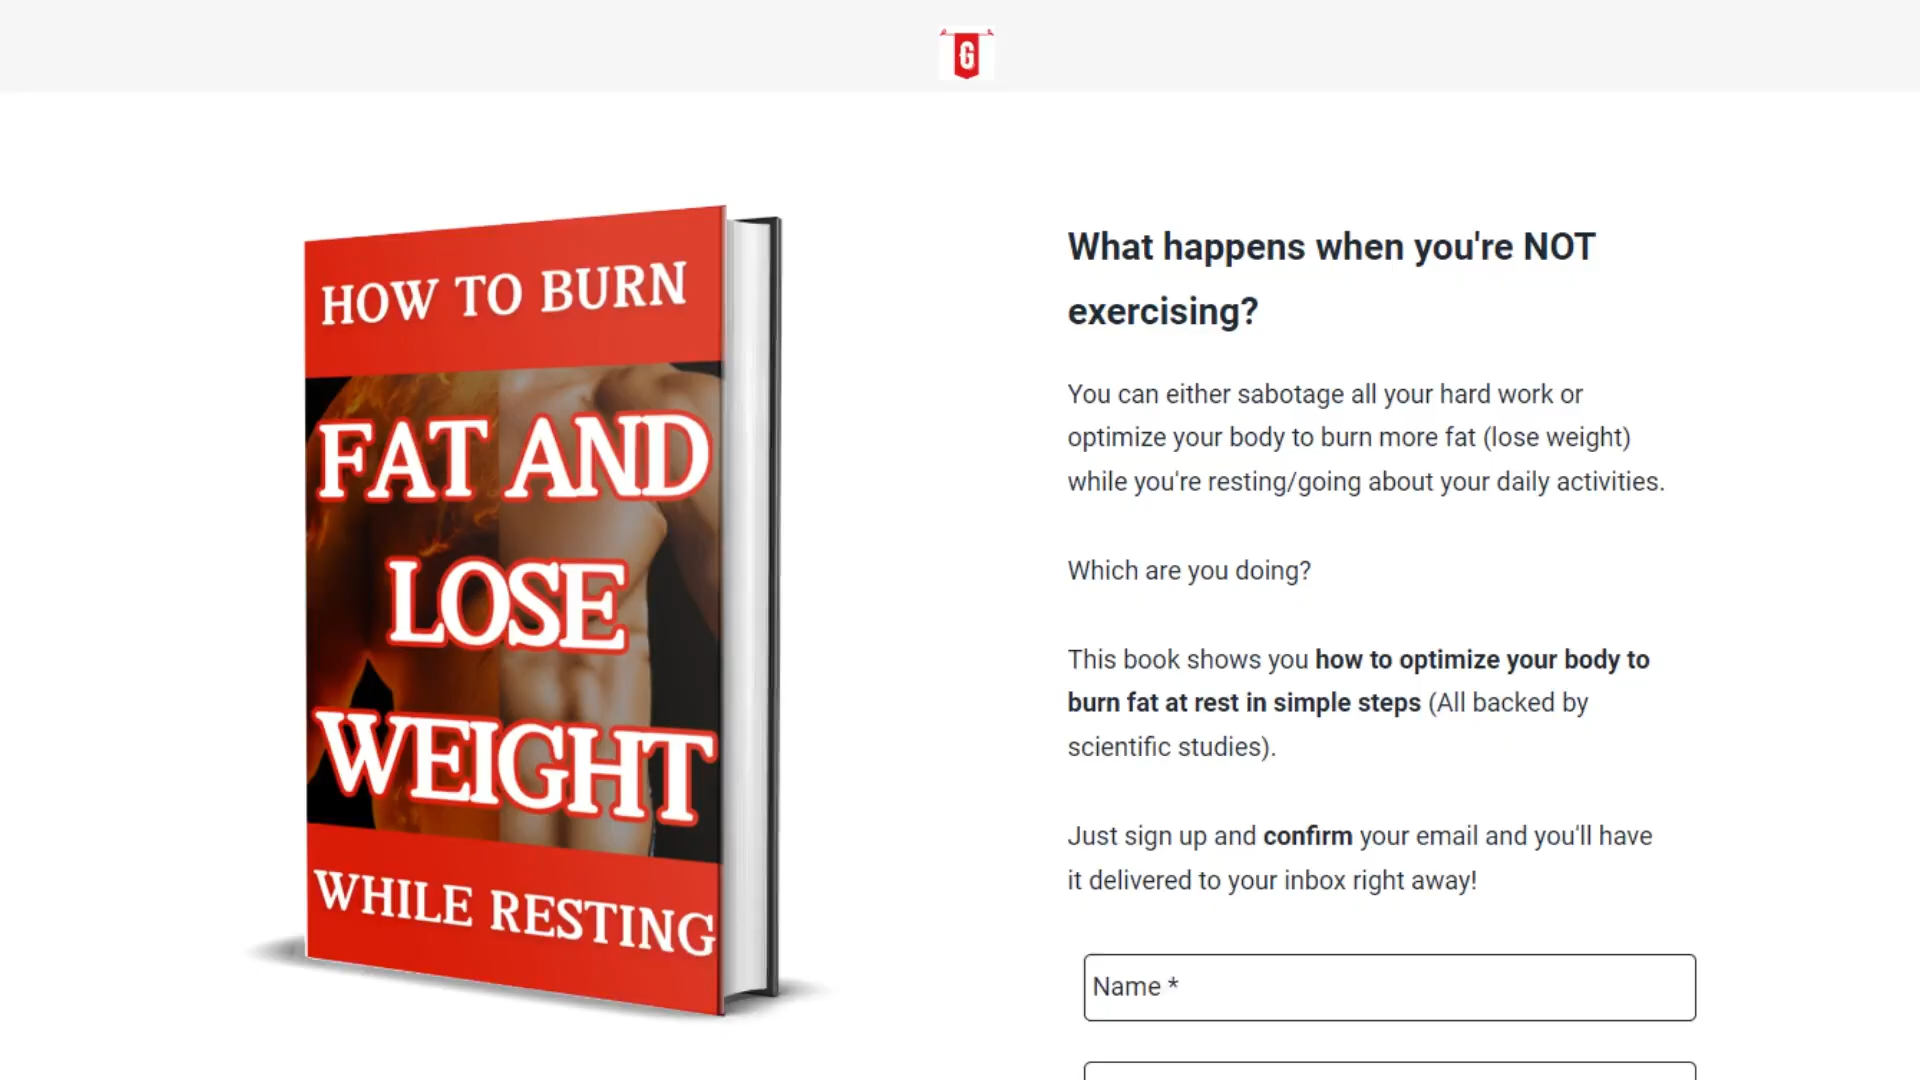 G
HOW TO BURN
FAT AND
LOSE
WEIGHT
WHILE RESTING
What happens when you're NOT
exercising?
You can either sabotage all your hard work or
optimize your body to burn more fat (lose weight)
while you're resting/going about your daily activities.
Which are you doing?
This book shows you how to optimize your body to
burn fat at rest in simple steps (All backed by
scientific studies).
Just sign up and confirm your email and you'll have
it delivered to your inbox right away!
Name *